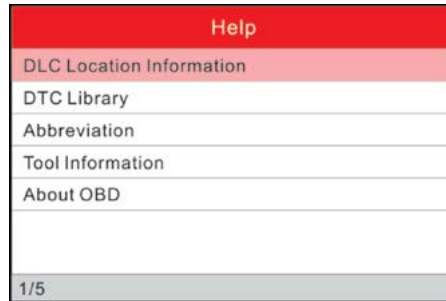 Help
DLC Location Information
DTC Library
Abbreviation
Tool Information
About OBD
1/5